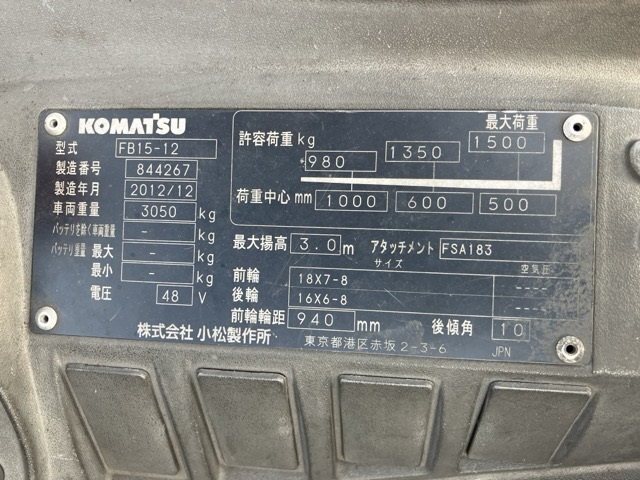 KOMATSU
型式 FB15-12
製造番号 844267
製造年月 2012/12
車両重量 3050 kg
バッテリを除く車両重量 - kg
バッテリ重量 最大 - kg
最小 - kg
電圧 48 V
株式会社 小松製作所
最大荷重
許容荷重 kg 980 1350 1500
荷重中心 mm 1000 600 500
最大揚高 3.0 m アタッチメント FSA183
サイズ 空気圧
前輪 18X7-8 ----
後輪 16X6-8 ----
前輪輪距 940 mm 後傾角 10
東京都港区赤坂 2-3-6 JPN